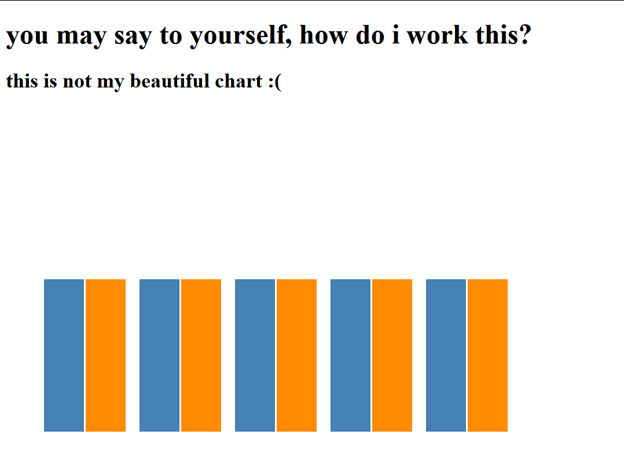 you may say to yourself, how do i work this?
this is not my beautiful chart :(